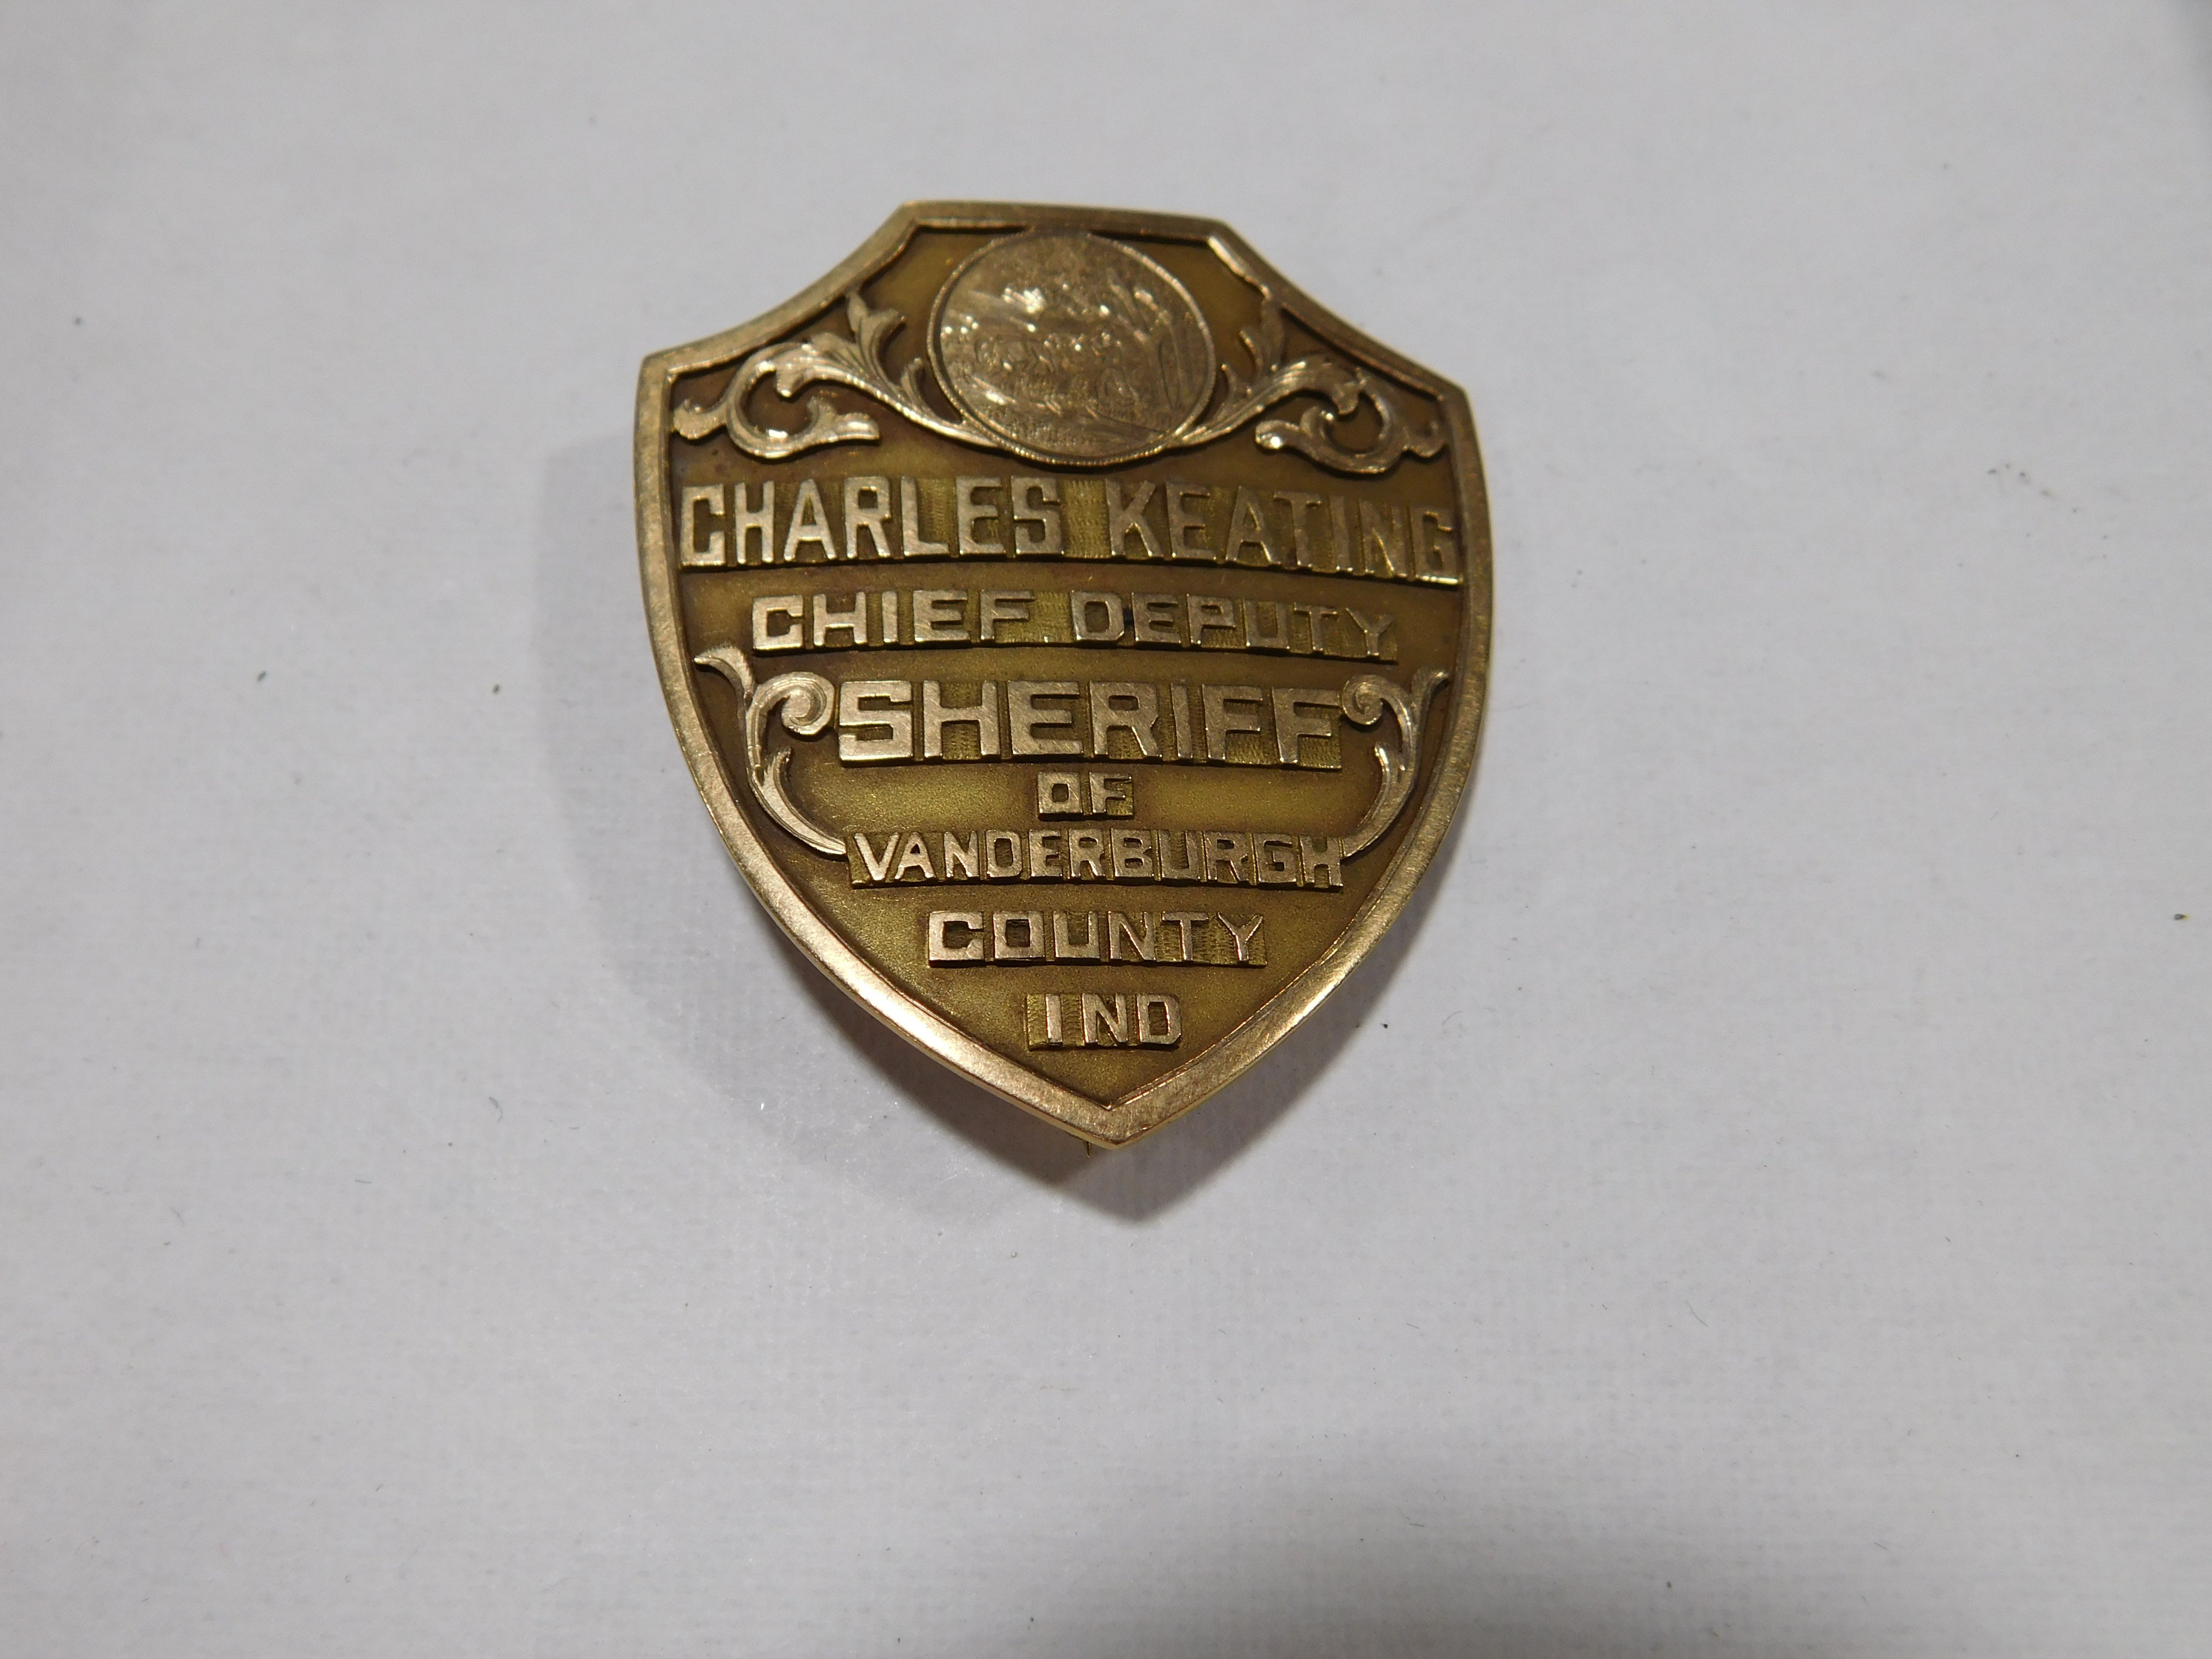 CHARLES KEATING
CHIEF DEPUTY
SHERIFF
OF
VANDERBURGH
COUNTY
IND